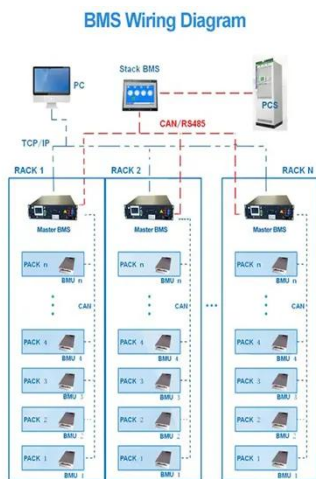 BMS Wiring Diagram
PC
Stack BMS
PCS
CAN/RS485
TCP/IP
RACK 1
RACK 2
RACK N
Master BMS
Master BMS
Master BMS
PACK n
BMU n
PACK n
BMU n
PACK n
BMU n
CAN
CAN
CAN
PACK 4
BMU 4
PACK 4
BMU 4
PACK 4
BMU 4
PACK 3
BMU 3
PACK 3
BMU 3
PACK 3
BMU 3
PACK 2
BMU 2
PACK 2
BMU 2
PACK 2
BMU 2
PACK 1
BMU 1
PACK 1
BMU 1
PACK 1
BMU 1